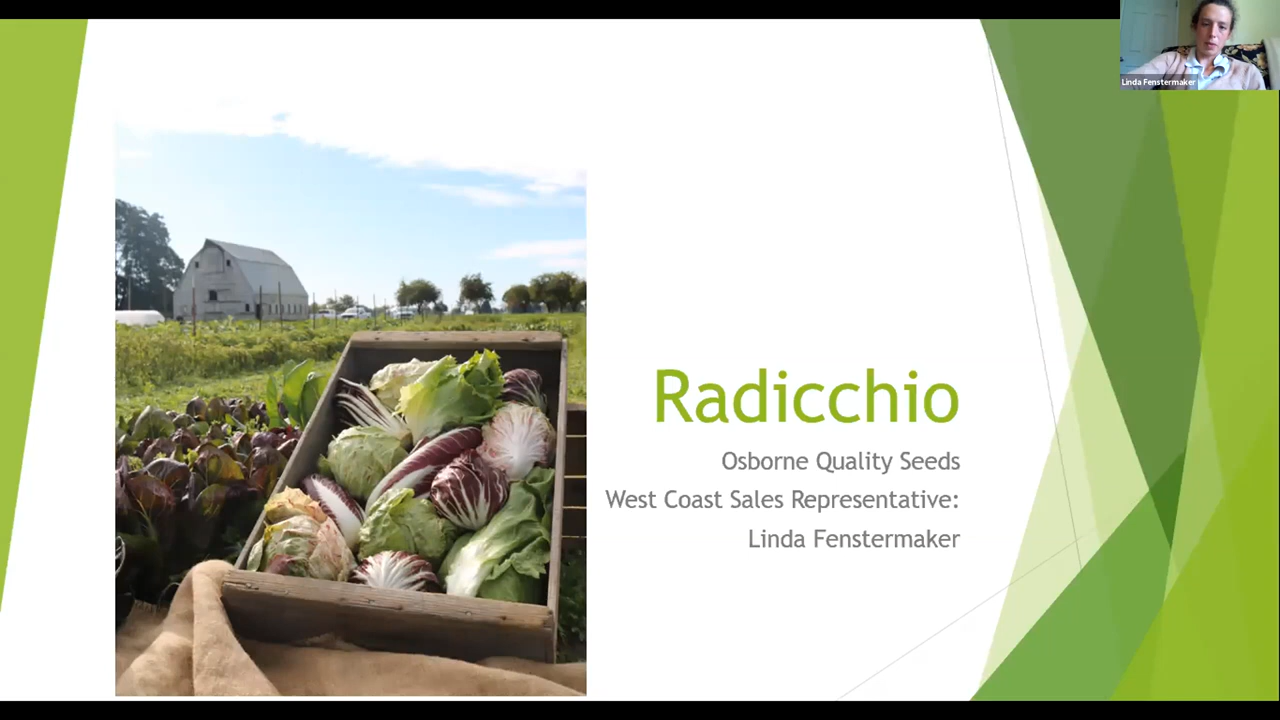 Linda Fenstermaker
Radicchio
Osborne Quality Seeds
West Coast Sales Representative:
Linda Fenstermaker